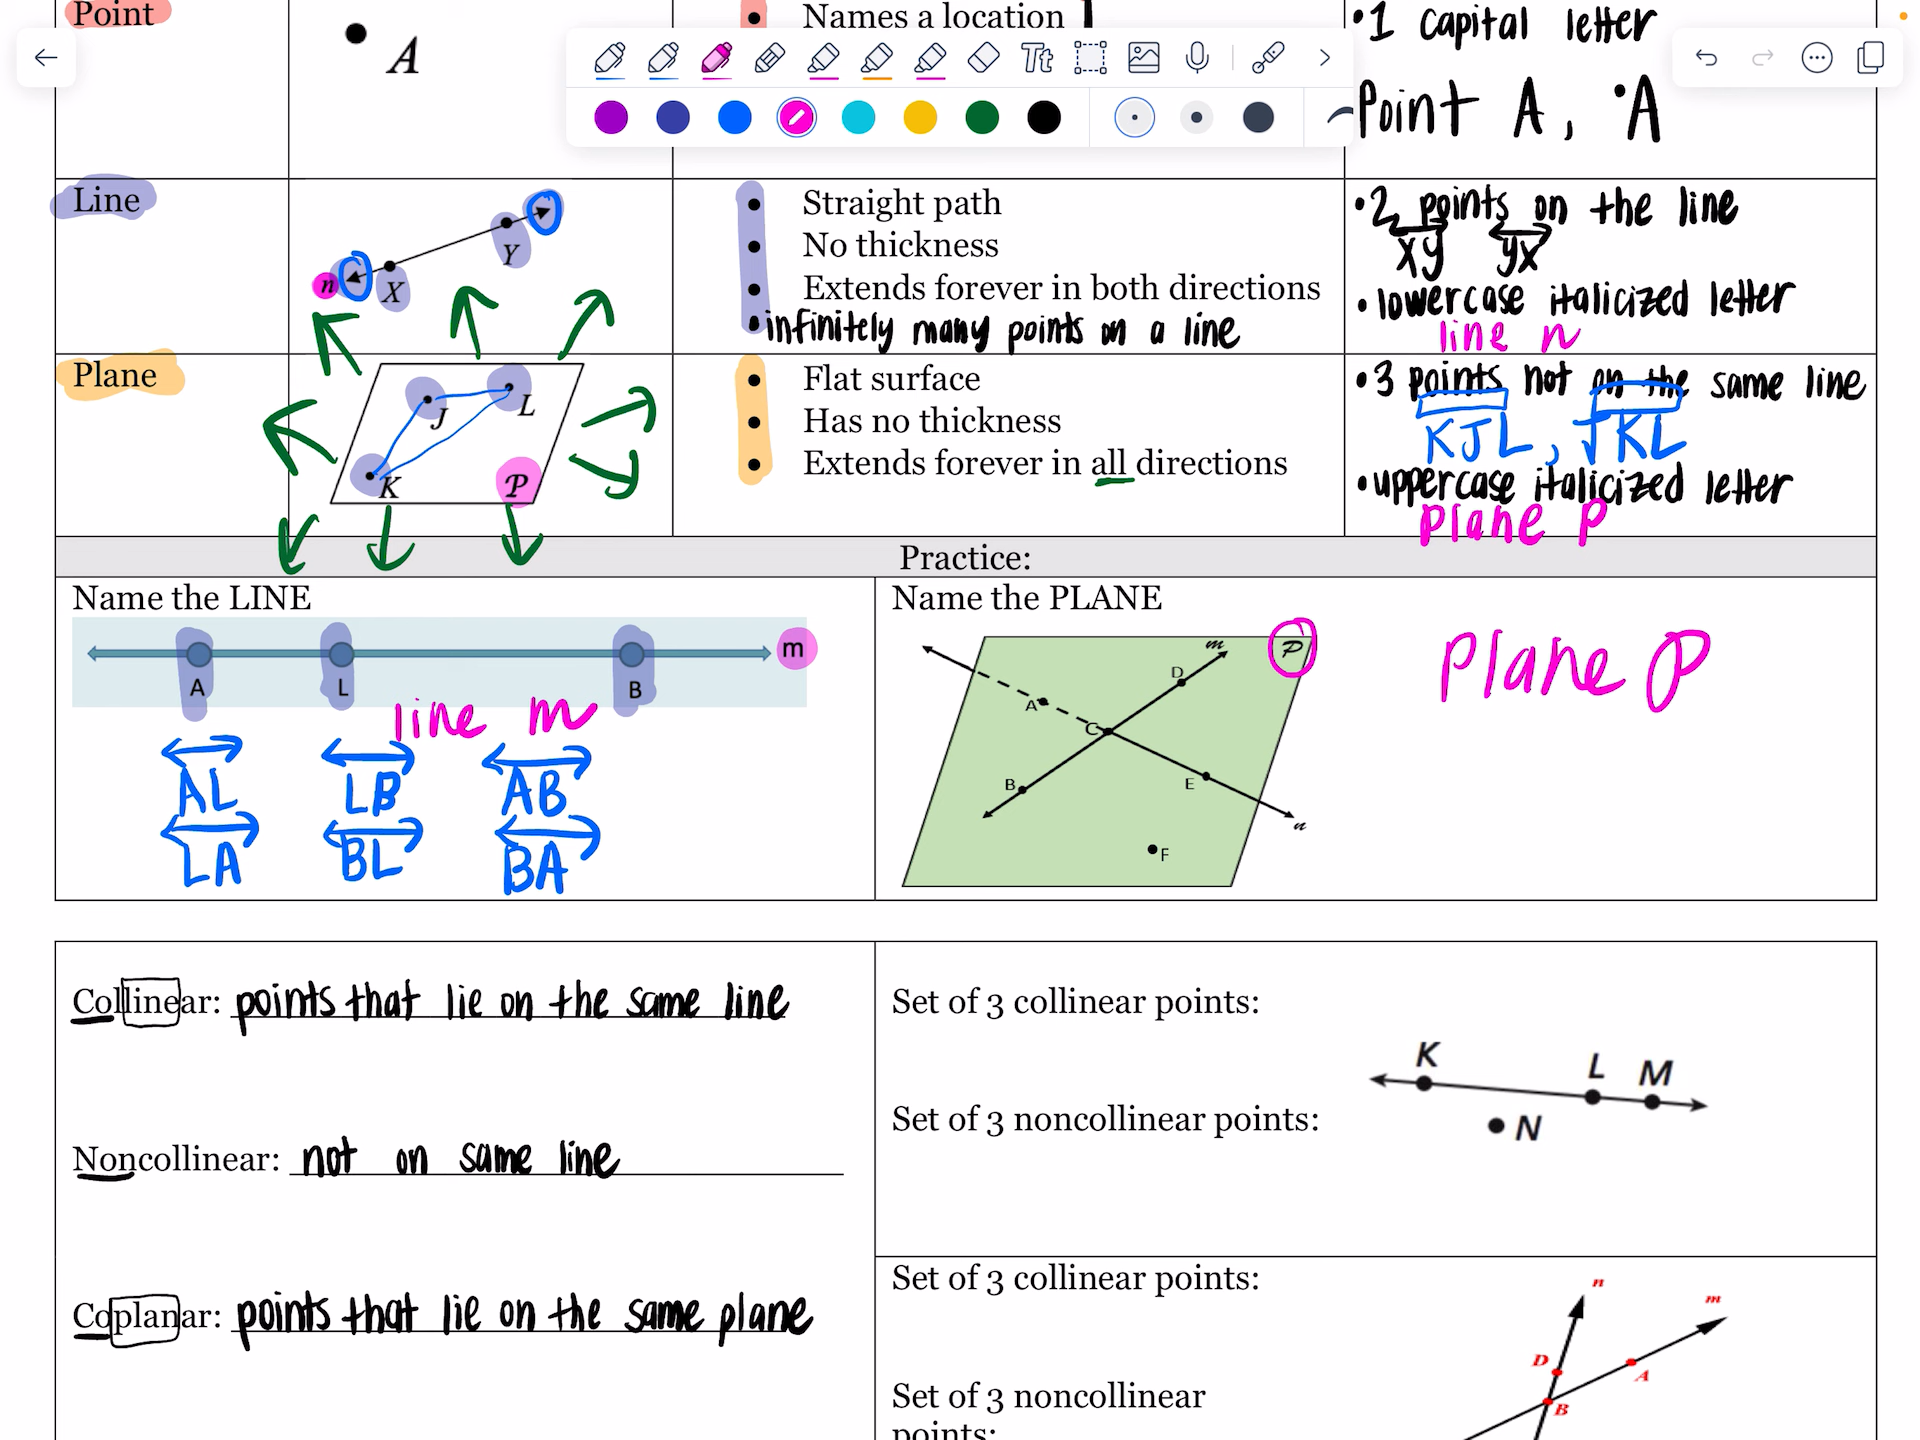 Point
A
Names a location
•1 capital letter
Tt
Point A, •A
Line
n
X
Y
Straight path
No thickness
Extends forever in both directions
•infinitely many points on a line
•2 points on the line
XY YX
•lowercase italicized letter
line n
Plane
J
L
K
P
Flat surface
Has no thickness
Extends forever in all directions
•3 points not on the same line
KJL, JKL
•uppercase italicized letter
plane P
Practice:
Name the LINE
A
L
B
m
line m
AL LB AB
LA BL BA
Name the PLANE
m
P
D
A
C
B
E
n
F
Plane P
Collinear: points that lie on the same line
Noncollinear: not on same line
Coplanar: points that lie on the same plane
Set of 3 collinear points:
K
L M
N
Set of 3 noncollinear points:
Set of 3 collinear points:
n
m
D
A
B
Set of 3 noncollinear
points: